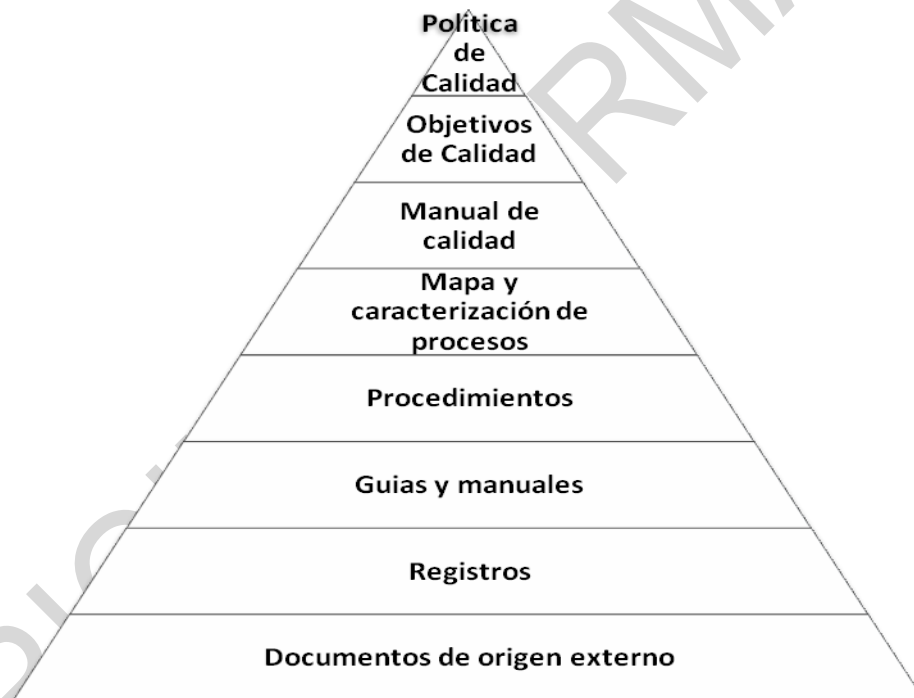 Política
de
Calidad
Objetivos
de Calidad
Manual de
calidad
Mapa y
caracterización de
procesos
Procedimientos
Guias y manuales
Registros
Documentos de origen externo